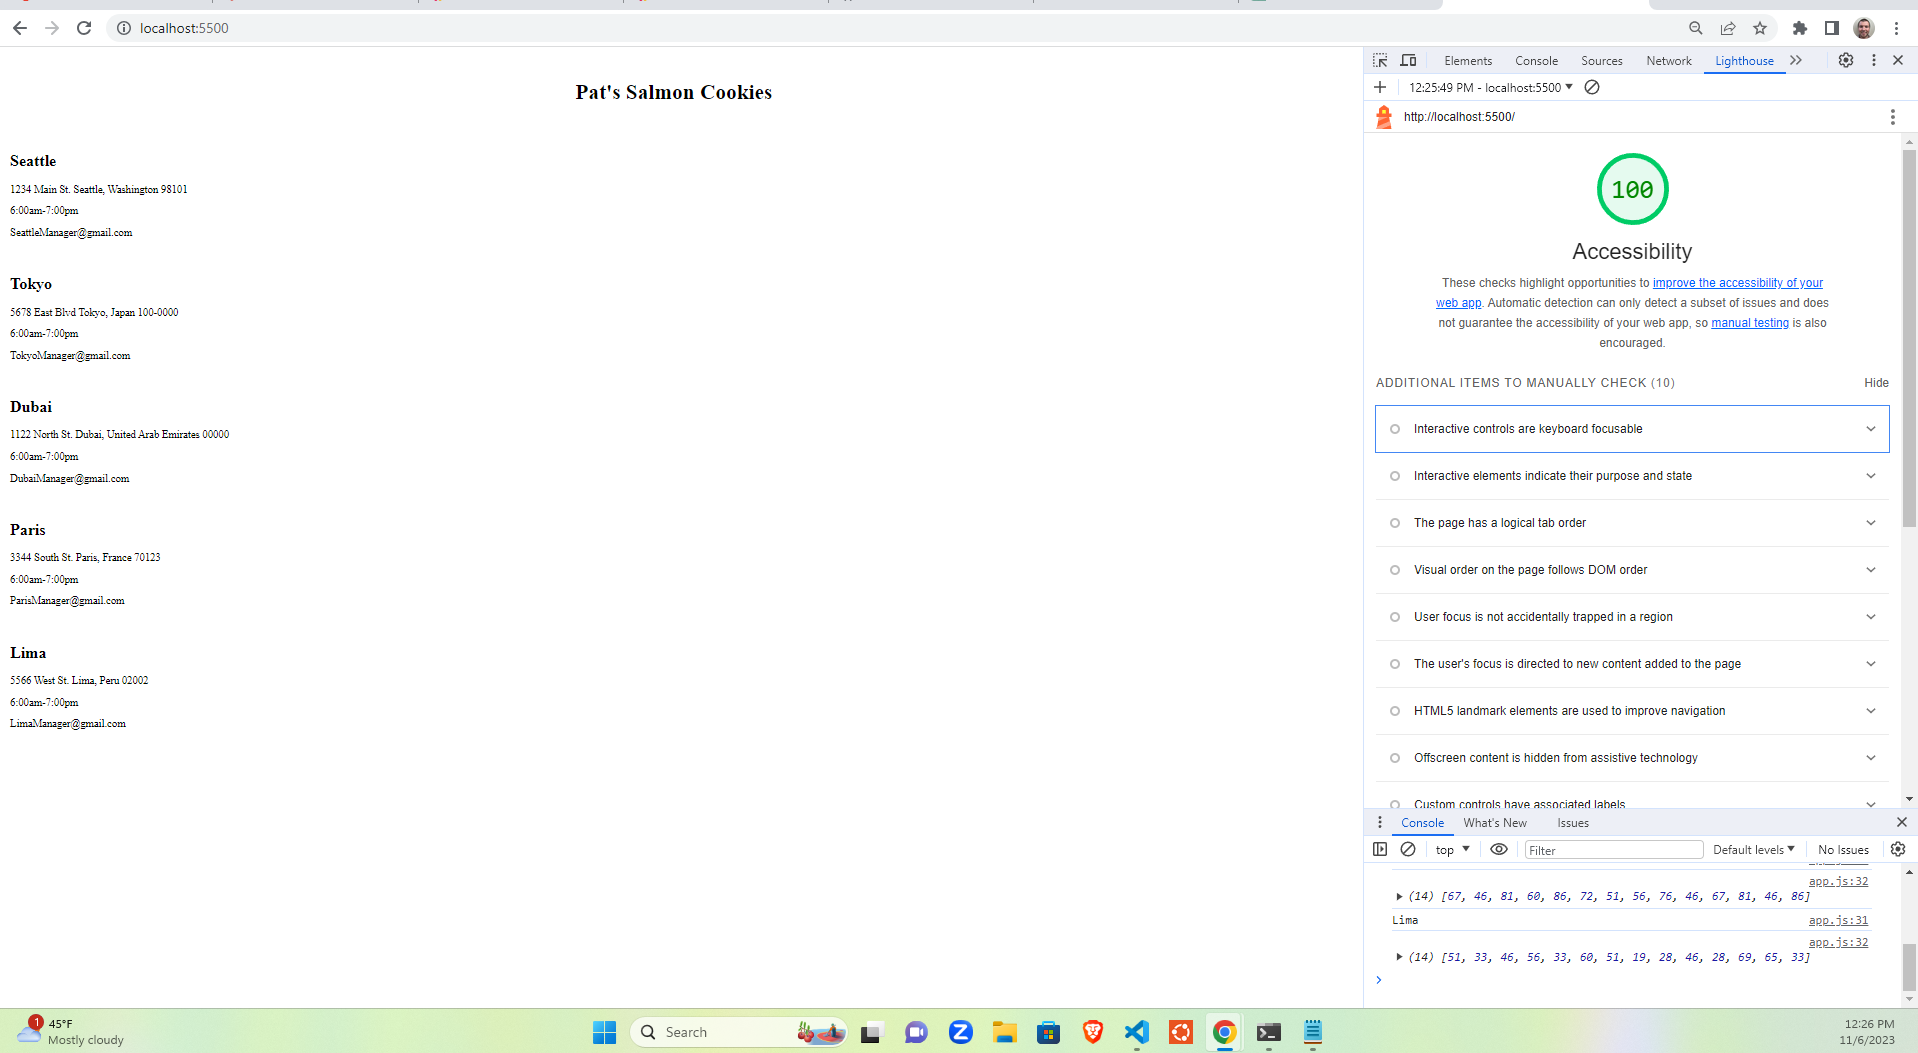 localhost:5500
Pat's Salmon Cookies
Seattle
1234 Main St. Seattle, Washington 98101
6:00am-7:00pm
SeattleManager@gmail.com
Tokyo
5678 East Blvd Tokyo, Japan 100-0000
6:00am-7:00pm
TokyoManager@gmail.com
Dubai
1122 North St. Dubai, United Arab Emirates 00000
6:00am-7:00pm
DubaiManager@gmail.com
Paris
3344 South St. Paris, France 70123
6:00am-7:00pm
ParisManager@gmail.com
Lima
5566 West St. Lima, Peru 02002
6:00am-7:00pm
LimaManager@gmail.com
Elements Console Sources Network Lighthouse
12:25:49 PM - localhost:5500
http://localhost:5500/
100
Accessibility
These checks highlight opportunities to improve the accessibility of your
web app. Automatic detection can only detect a subset of issues and does
not guarantee the accessibility of your web app, so manual testing is also
encouraged.
ADDITIONAL ITEMS TO MANUALLY CHECK (10) Hide
Interactive controls are keyboard focusable
Interactive elements indicate their purpose and state
The page has a logical tab order
Visual order on the page follows DOM order
User focus is not accidentally trapped in a region
The user's focus is directed to new content added to the page
HTML5 landmark elements are used to improve navigation
Offscreen content is hidden from assistive technology
Custom controls have associated labels
Console What's New Issues
top Filter Default levels No Issues
app.js:32
(14) [67, 46, 81, 60, 86, 72, 51, 56, 76, 46, 67, 81, 46, 86]
Lima app.js:31
app.js:32
(14) [51, 33, 46, 56, 33, 60, 51, 19, 28, 46, 28, 69, 65, 33]
1
45°F
Mostly cloudy
Search
12:26 PM
11/6/2023